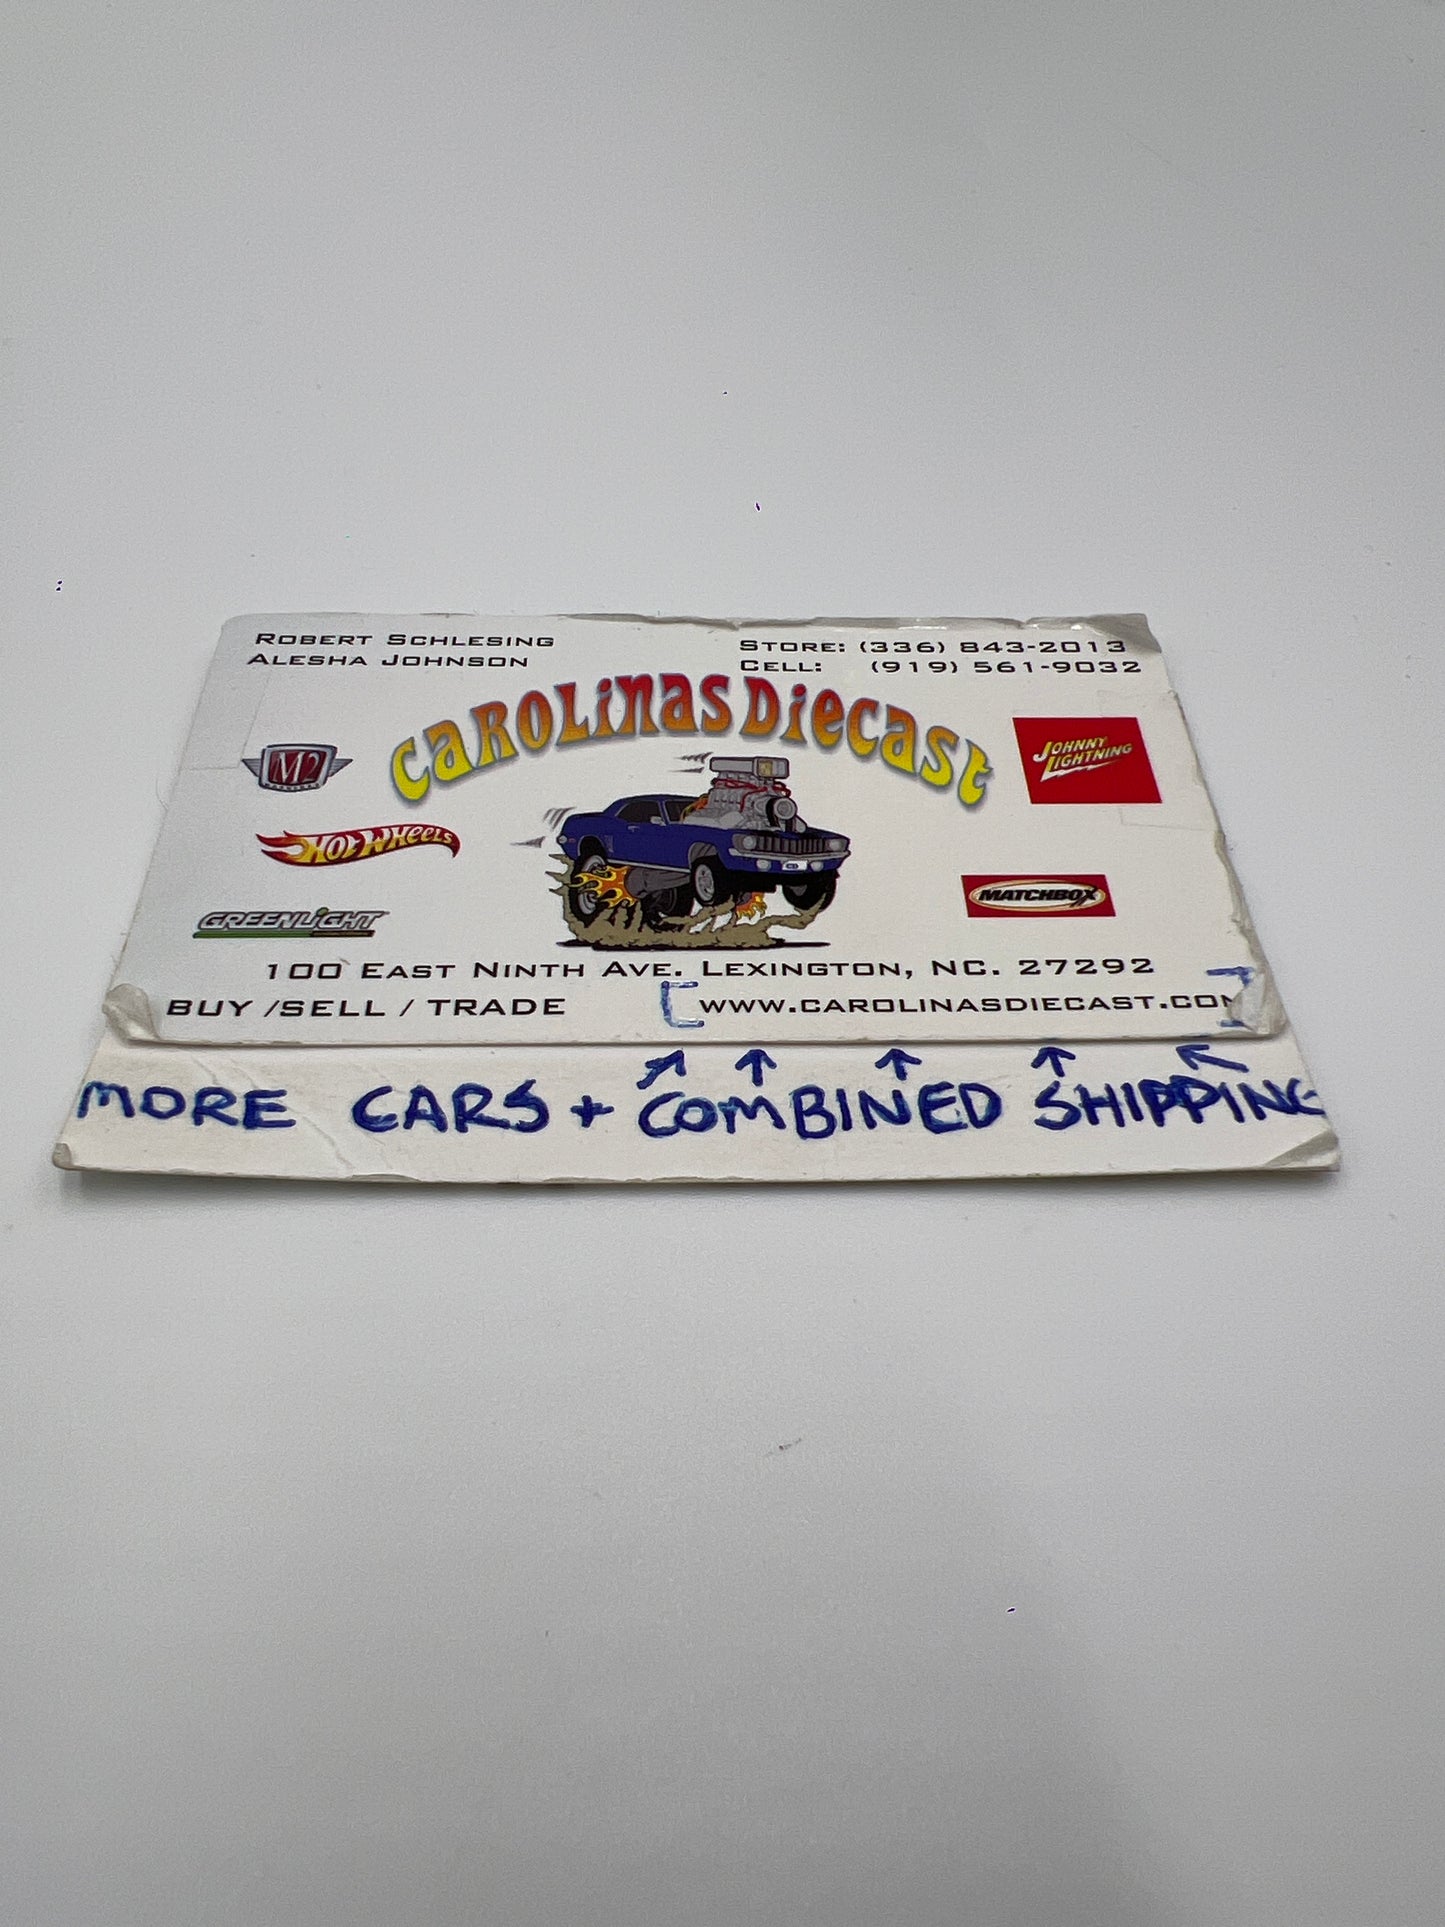 ROBERT SCHLESING
ALESHA JOHNSON
STORE: (336) 843-2013
CELL: (919) 561-9032
CAROLINAS DIECAST
M2
JOHNNY LIGHTNING
HOT WHEELS
MATCHBOX
GREENLIGHT
100 EAST NINTH AVE. LEXINGTON, NC. 27292
BUY /SELL / TRADE [ WWW.CAROLINASDIECAST.COM ]
MORE CARS + COMBINED SHIPPING